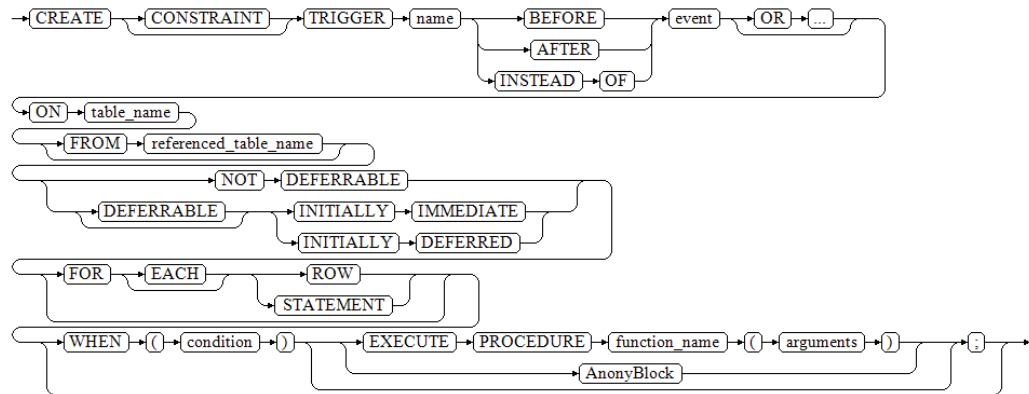 CREATE CONSTRAINT TRIGGER name BEFORE event OR ...
AFTER
INSTEAD OF
ON table_name
FROM referenced_table_name
NOT DEFERRABLE
DEFERRABLE INITIALLY IMMEDIATE
INITIALLY DEFERRED
FOR EACH ROW
STATEMENT
WHEN ( condition ) EXECUTE PROCEDURE function_name ( arguments ) ;
AnonyBlock